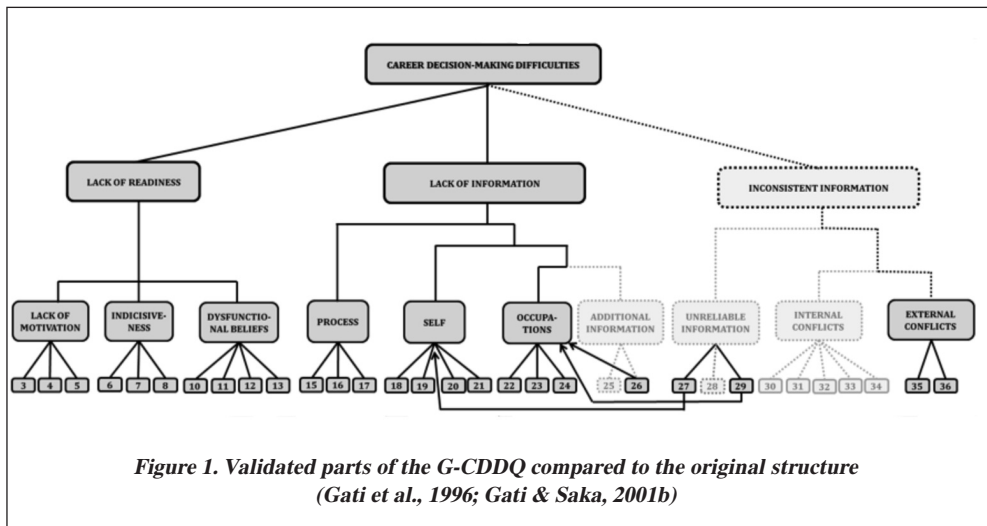 CAREER DECISION-MAKING DIFFICULTIES
LACK OF READINESS
LACK OF INFORMATION
INCONSISTENT INFORMATION
LACK OF
MOTIVATION
INDICISIVE-
NESS
DYSFUNCTIO-
NAL BELIEFS
PROCESS
SELF
OCCUPA-
TIONS
ADDITIONAL
INFORMATION
UNRELIABLE
INFORMATION
INTERNAL
CONFLICTS
EXTERNAL
CONFLICTS
3 4 5 6 7 8 10 11 12 13 15 16 17 18 19 20 21 22 23 24 25 26 27 28 29 30 31 32 33 34 35 36
Figure 1. Validated parts of the G-CDDQ compared to the original structure
(Gati et al., 1996; Gati & Saka, 2001b)